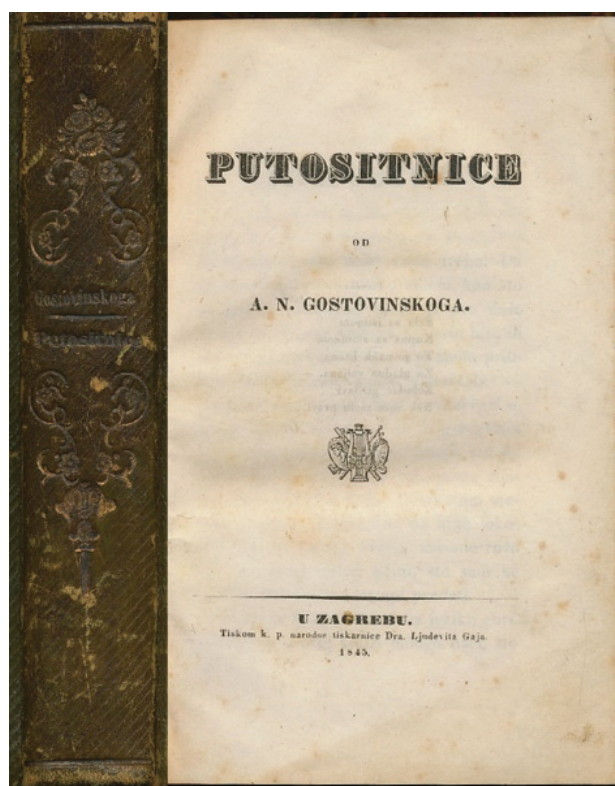 Gostovinskoga
Putositnice
PUTOSITNICE
OD
A. N. GOSTOVINSKOGA.
U ZAGREBU.
Tiskom k. p. narodne tiskarnice Dra. Ljudevita Gaja.
1845.